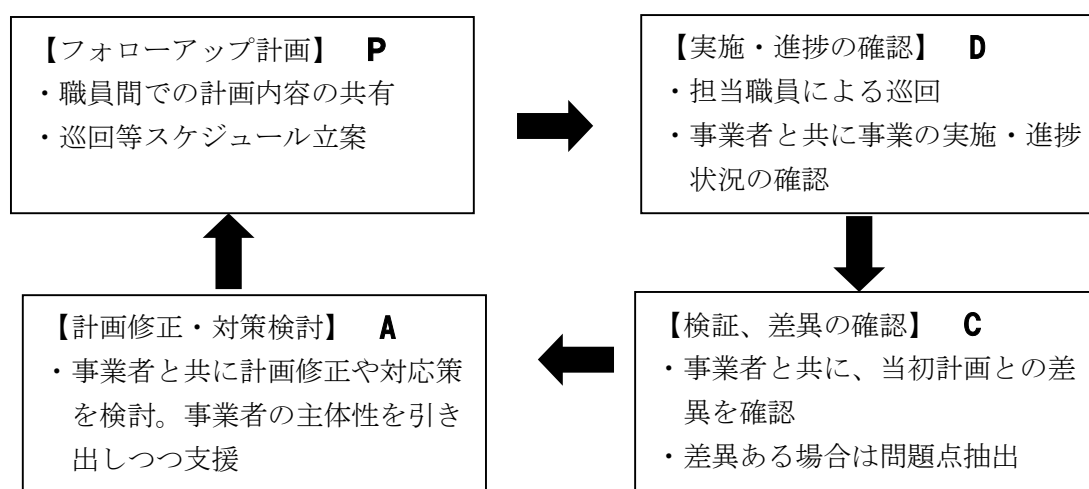 【フォローアップ計画】 P
・職員間での計画内容の共有
・巡回等スケジュール立案
【実施・進捗の確認】 D
・担当職員による巡回
・事業者と共に事業の実施・進捗
状況の確認
【検証、差異の確認】 C
・事業者と共に、当初計画との差
異を確認
・差異ある場合は問題点抽出
【計画修正・対策検討】 A
・事業者と共に計画修正や対応策
を検討。事業者の主体性を引き
出しつつ支援